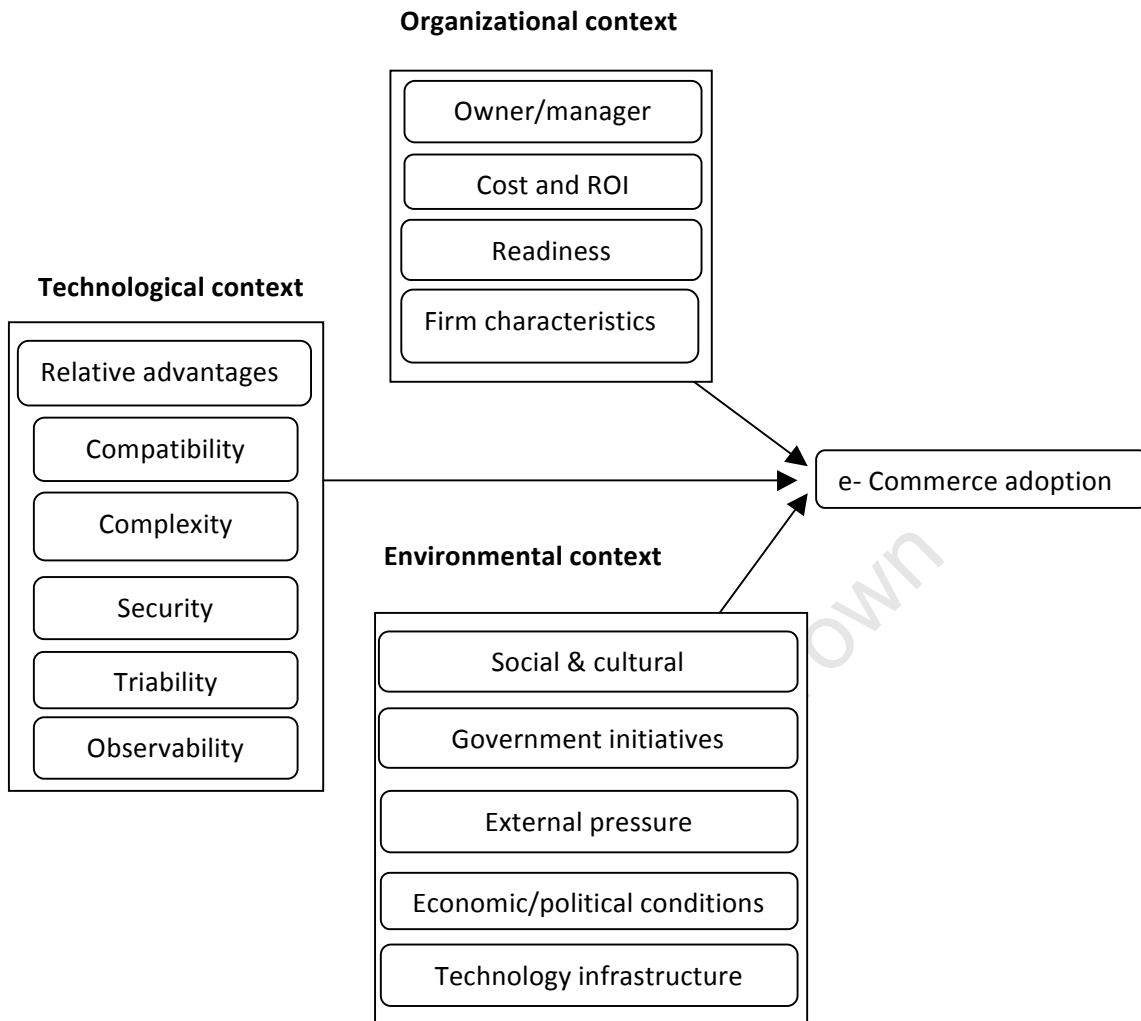 Organizational context
Owner/manager
Cost and ROI
Readiness
Firm characteristics
Technological context
Relative advantages
Compatibility
Complexity
Security
Triability
Observability
e- Commerce adoption
Environmental context
Social & cultural
Government initiatives
External pressure
Economic/political conditions
Technology infrastructure